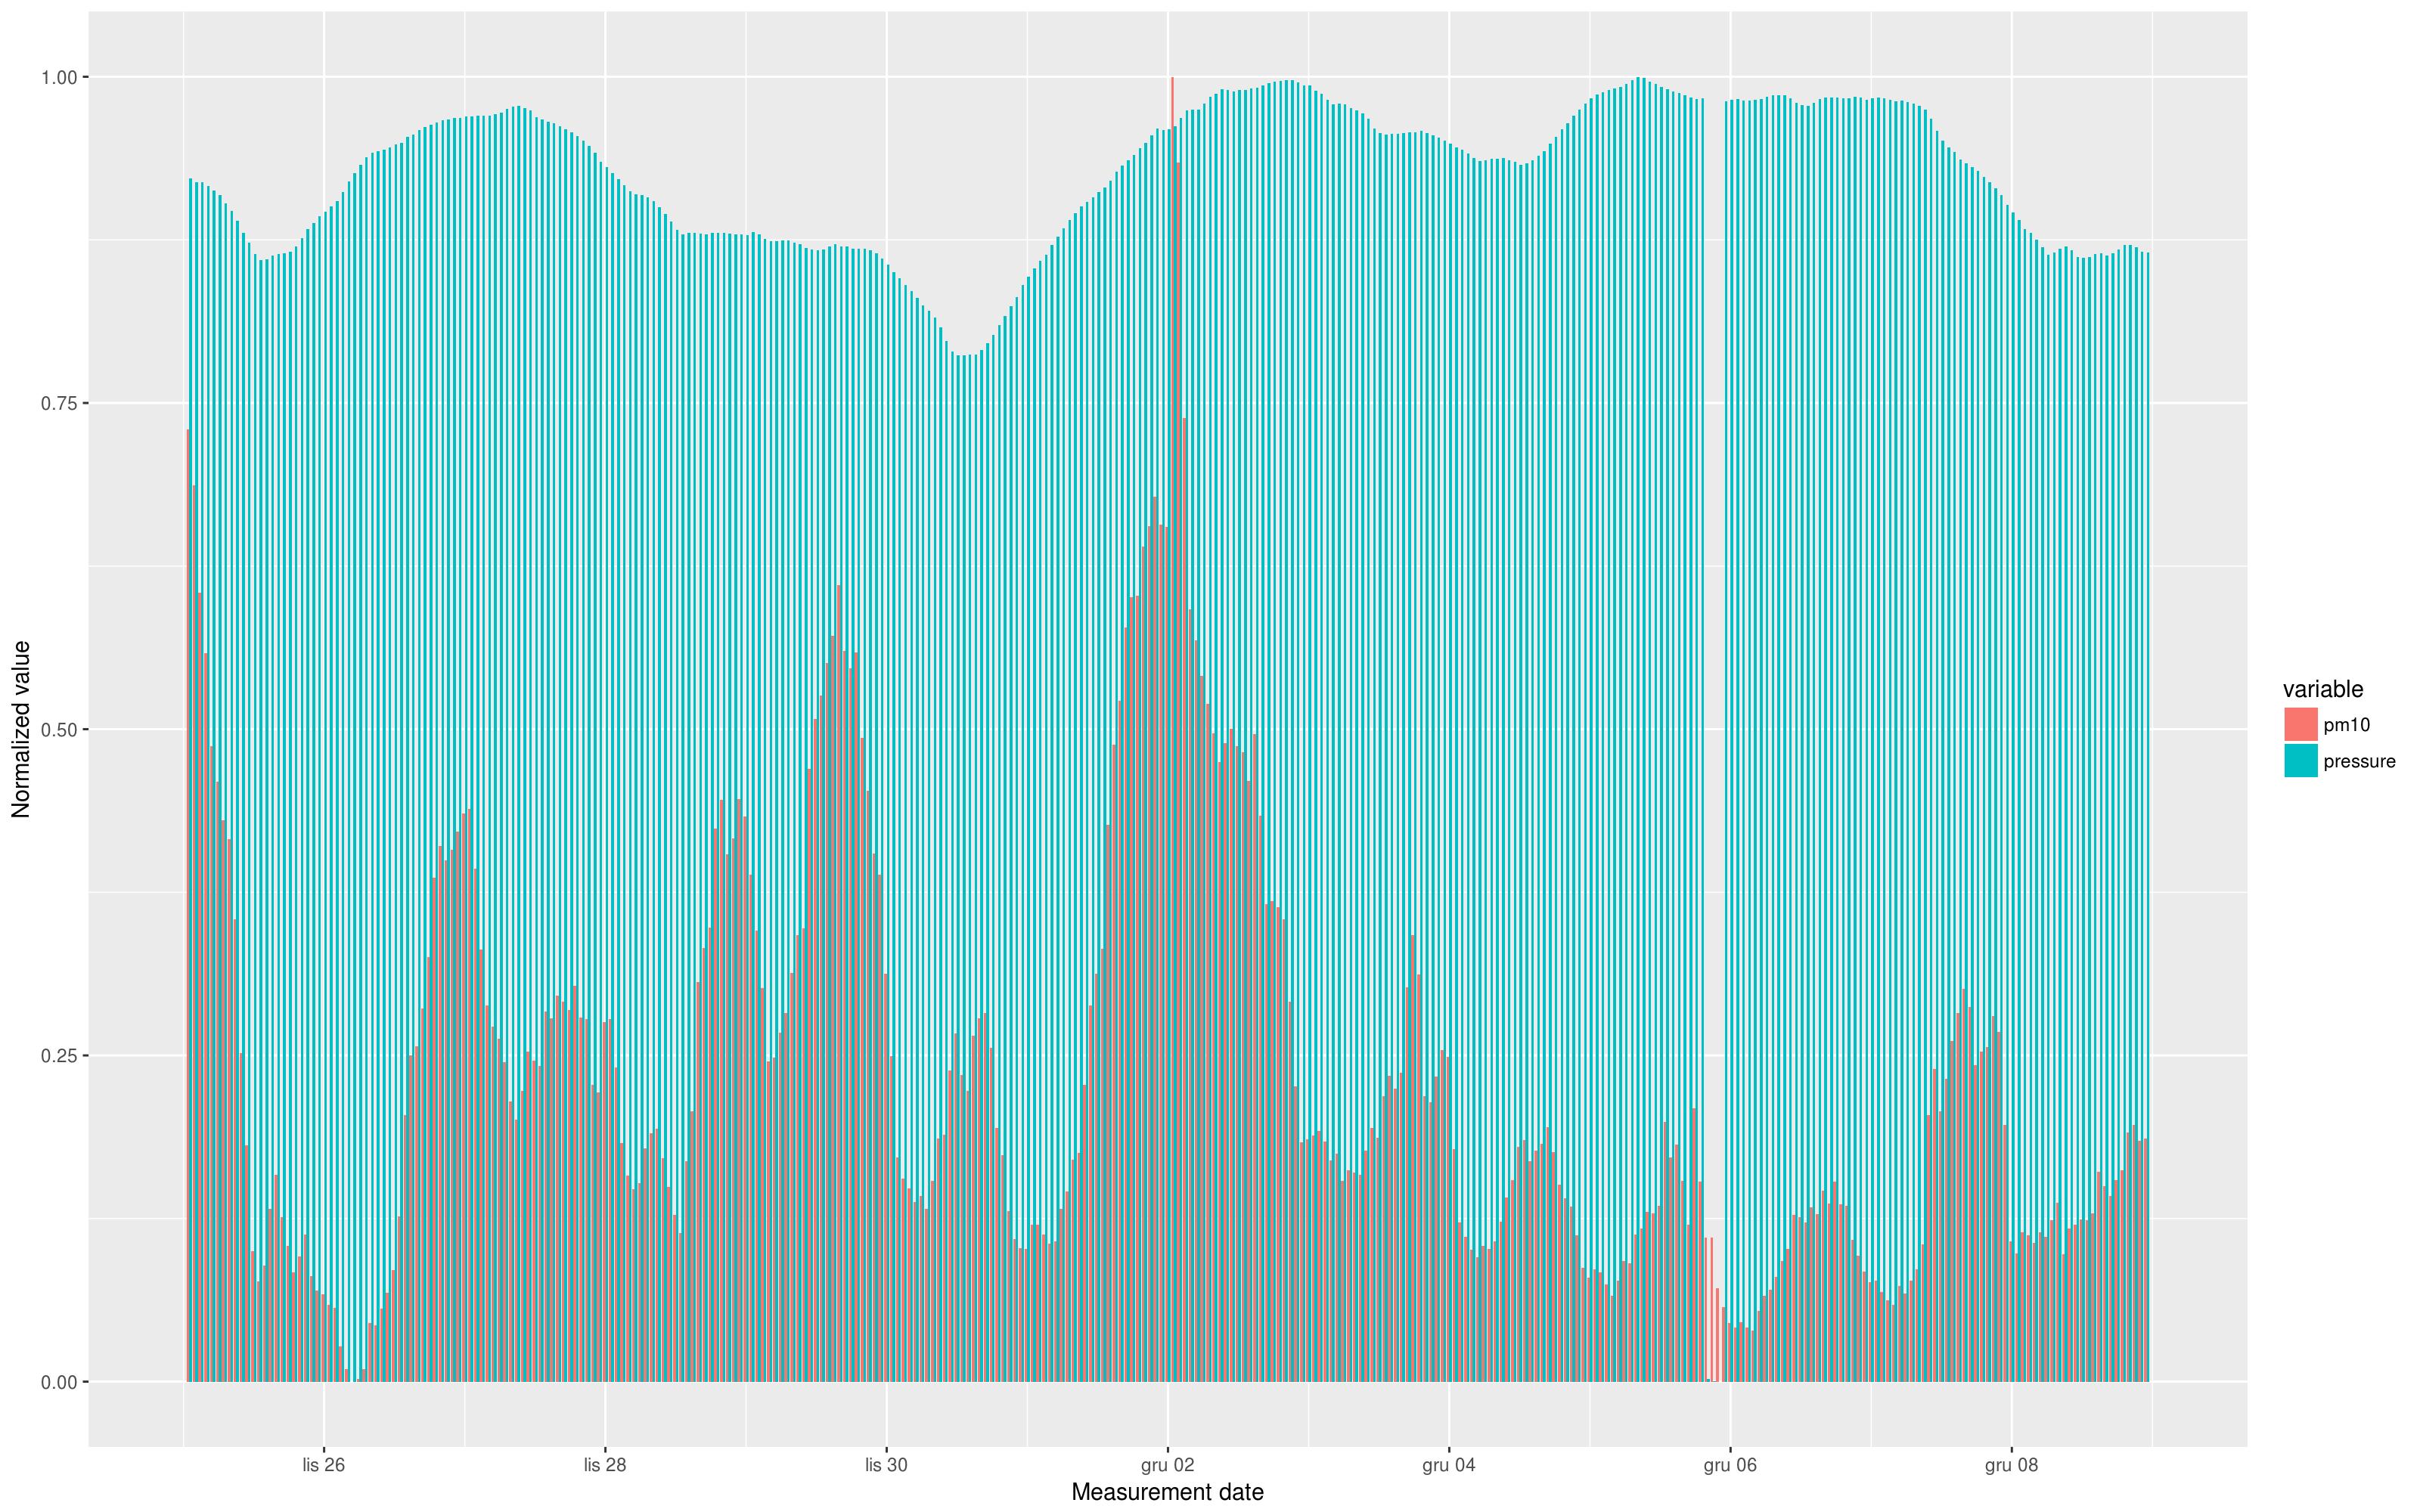 1.00
0.75
0.50
0.25
0.00
Normalized value
lis 26
lis 28
lis 30
gru 02
gru 04
gru 06
gru 08
Measurement date
variable
pm10
pressure